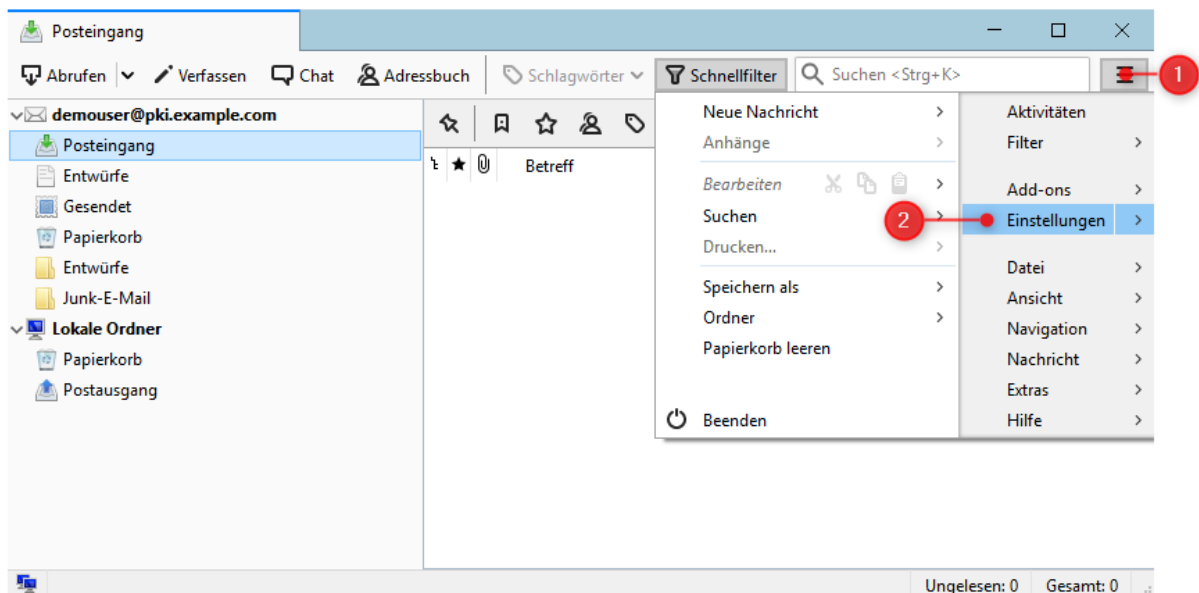 Posteingang
Abrufen Verfassen Chat Adressbuch Schlagwörter Schnellfilter Suchen <Strg+K> 1
demouser@pki.example.com
Posteingang
Entwürfe
Gesendet
Papierkorb
Entwürfe
Junk-E-Mail
Lokale Ordner
Papierkorb
Postausgang
Betreff
Neue Nachricht
Anhänge
Bearbeiten
Suchen
Drucken...
Speichern als
Ordner
Papierkorb leeren
Beenden
Aktivitäten
Filter
Add-ons
2 Einstellungen
Datei
Ansicht
Navigation
Nachricht
Extras
Hilfe
Ungelesen: 0 Gesamt: 0